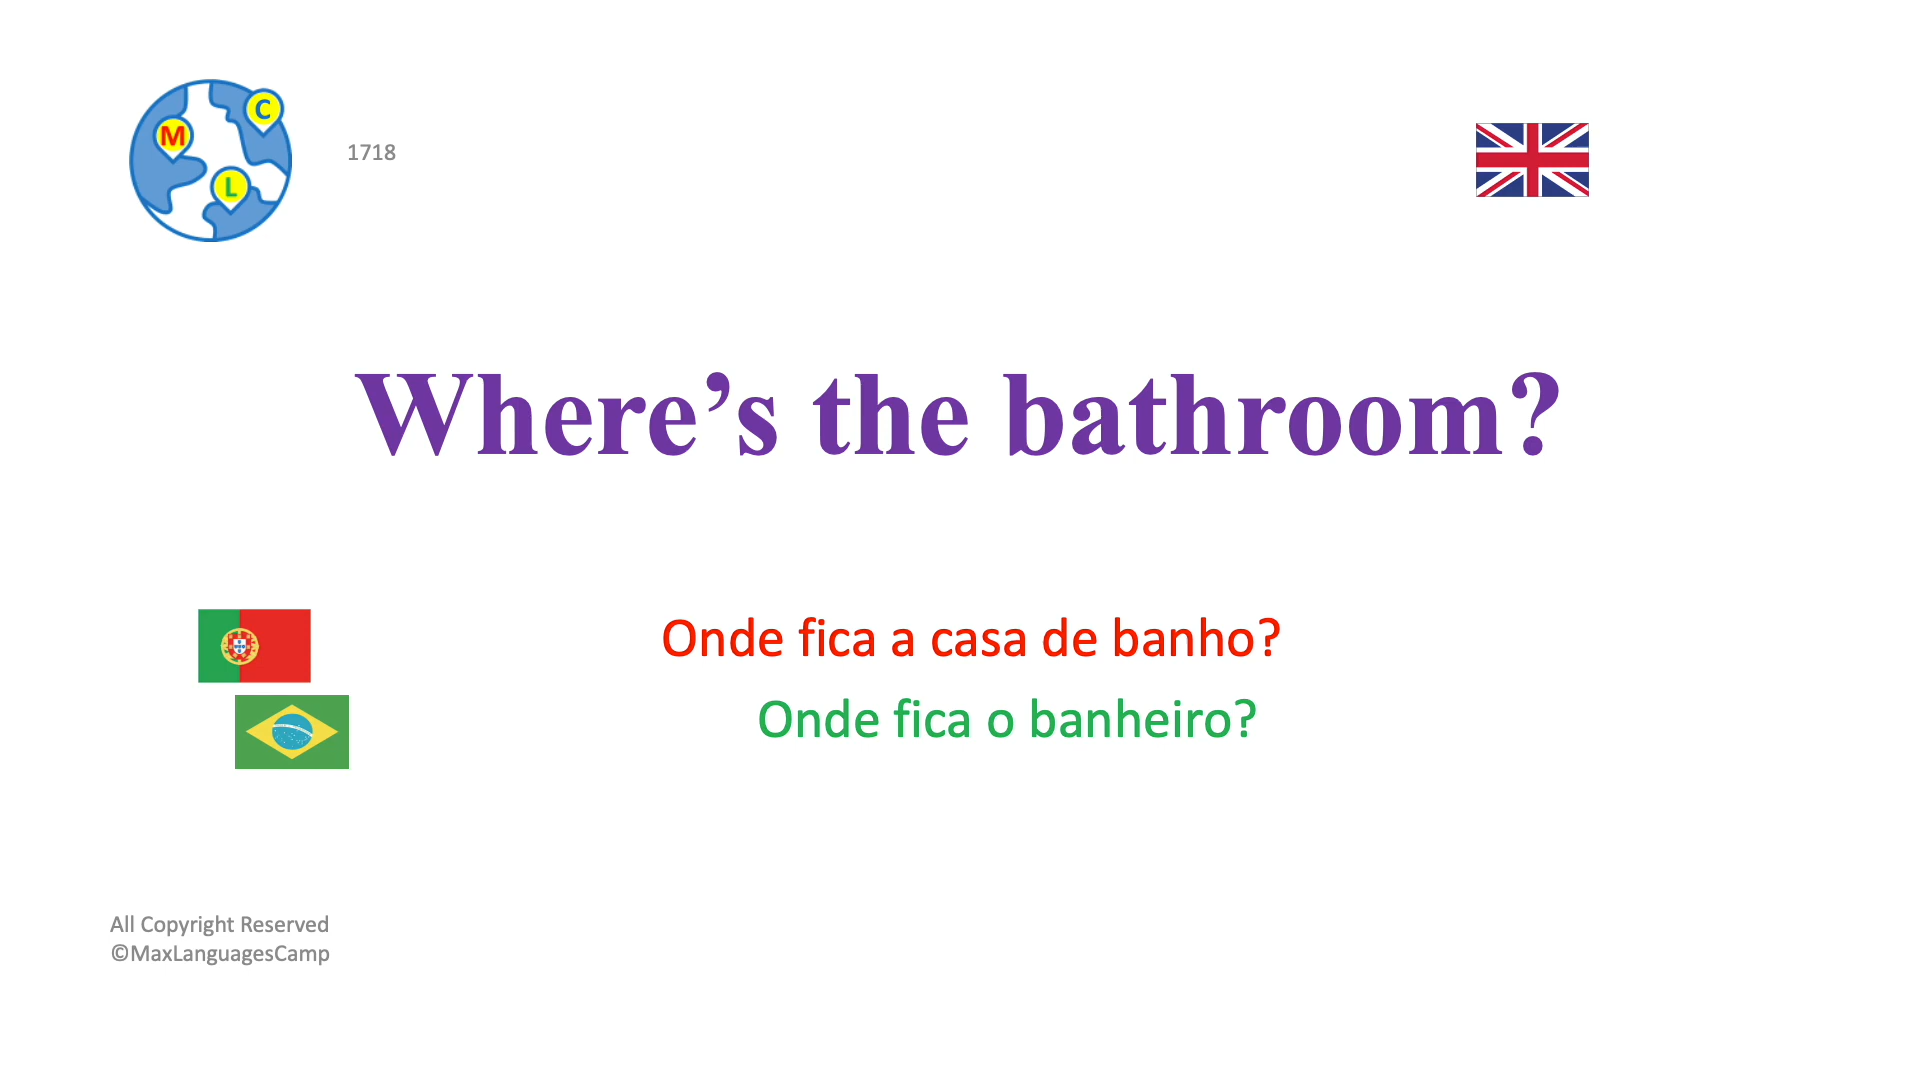 M
C
L
1718
Where’s the bathroom?
Onde fica a casa de banho?
Onde fica o banheiro?
All Copyright Reserved
©MaxLanguagesCamp